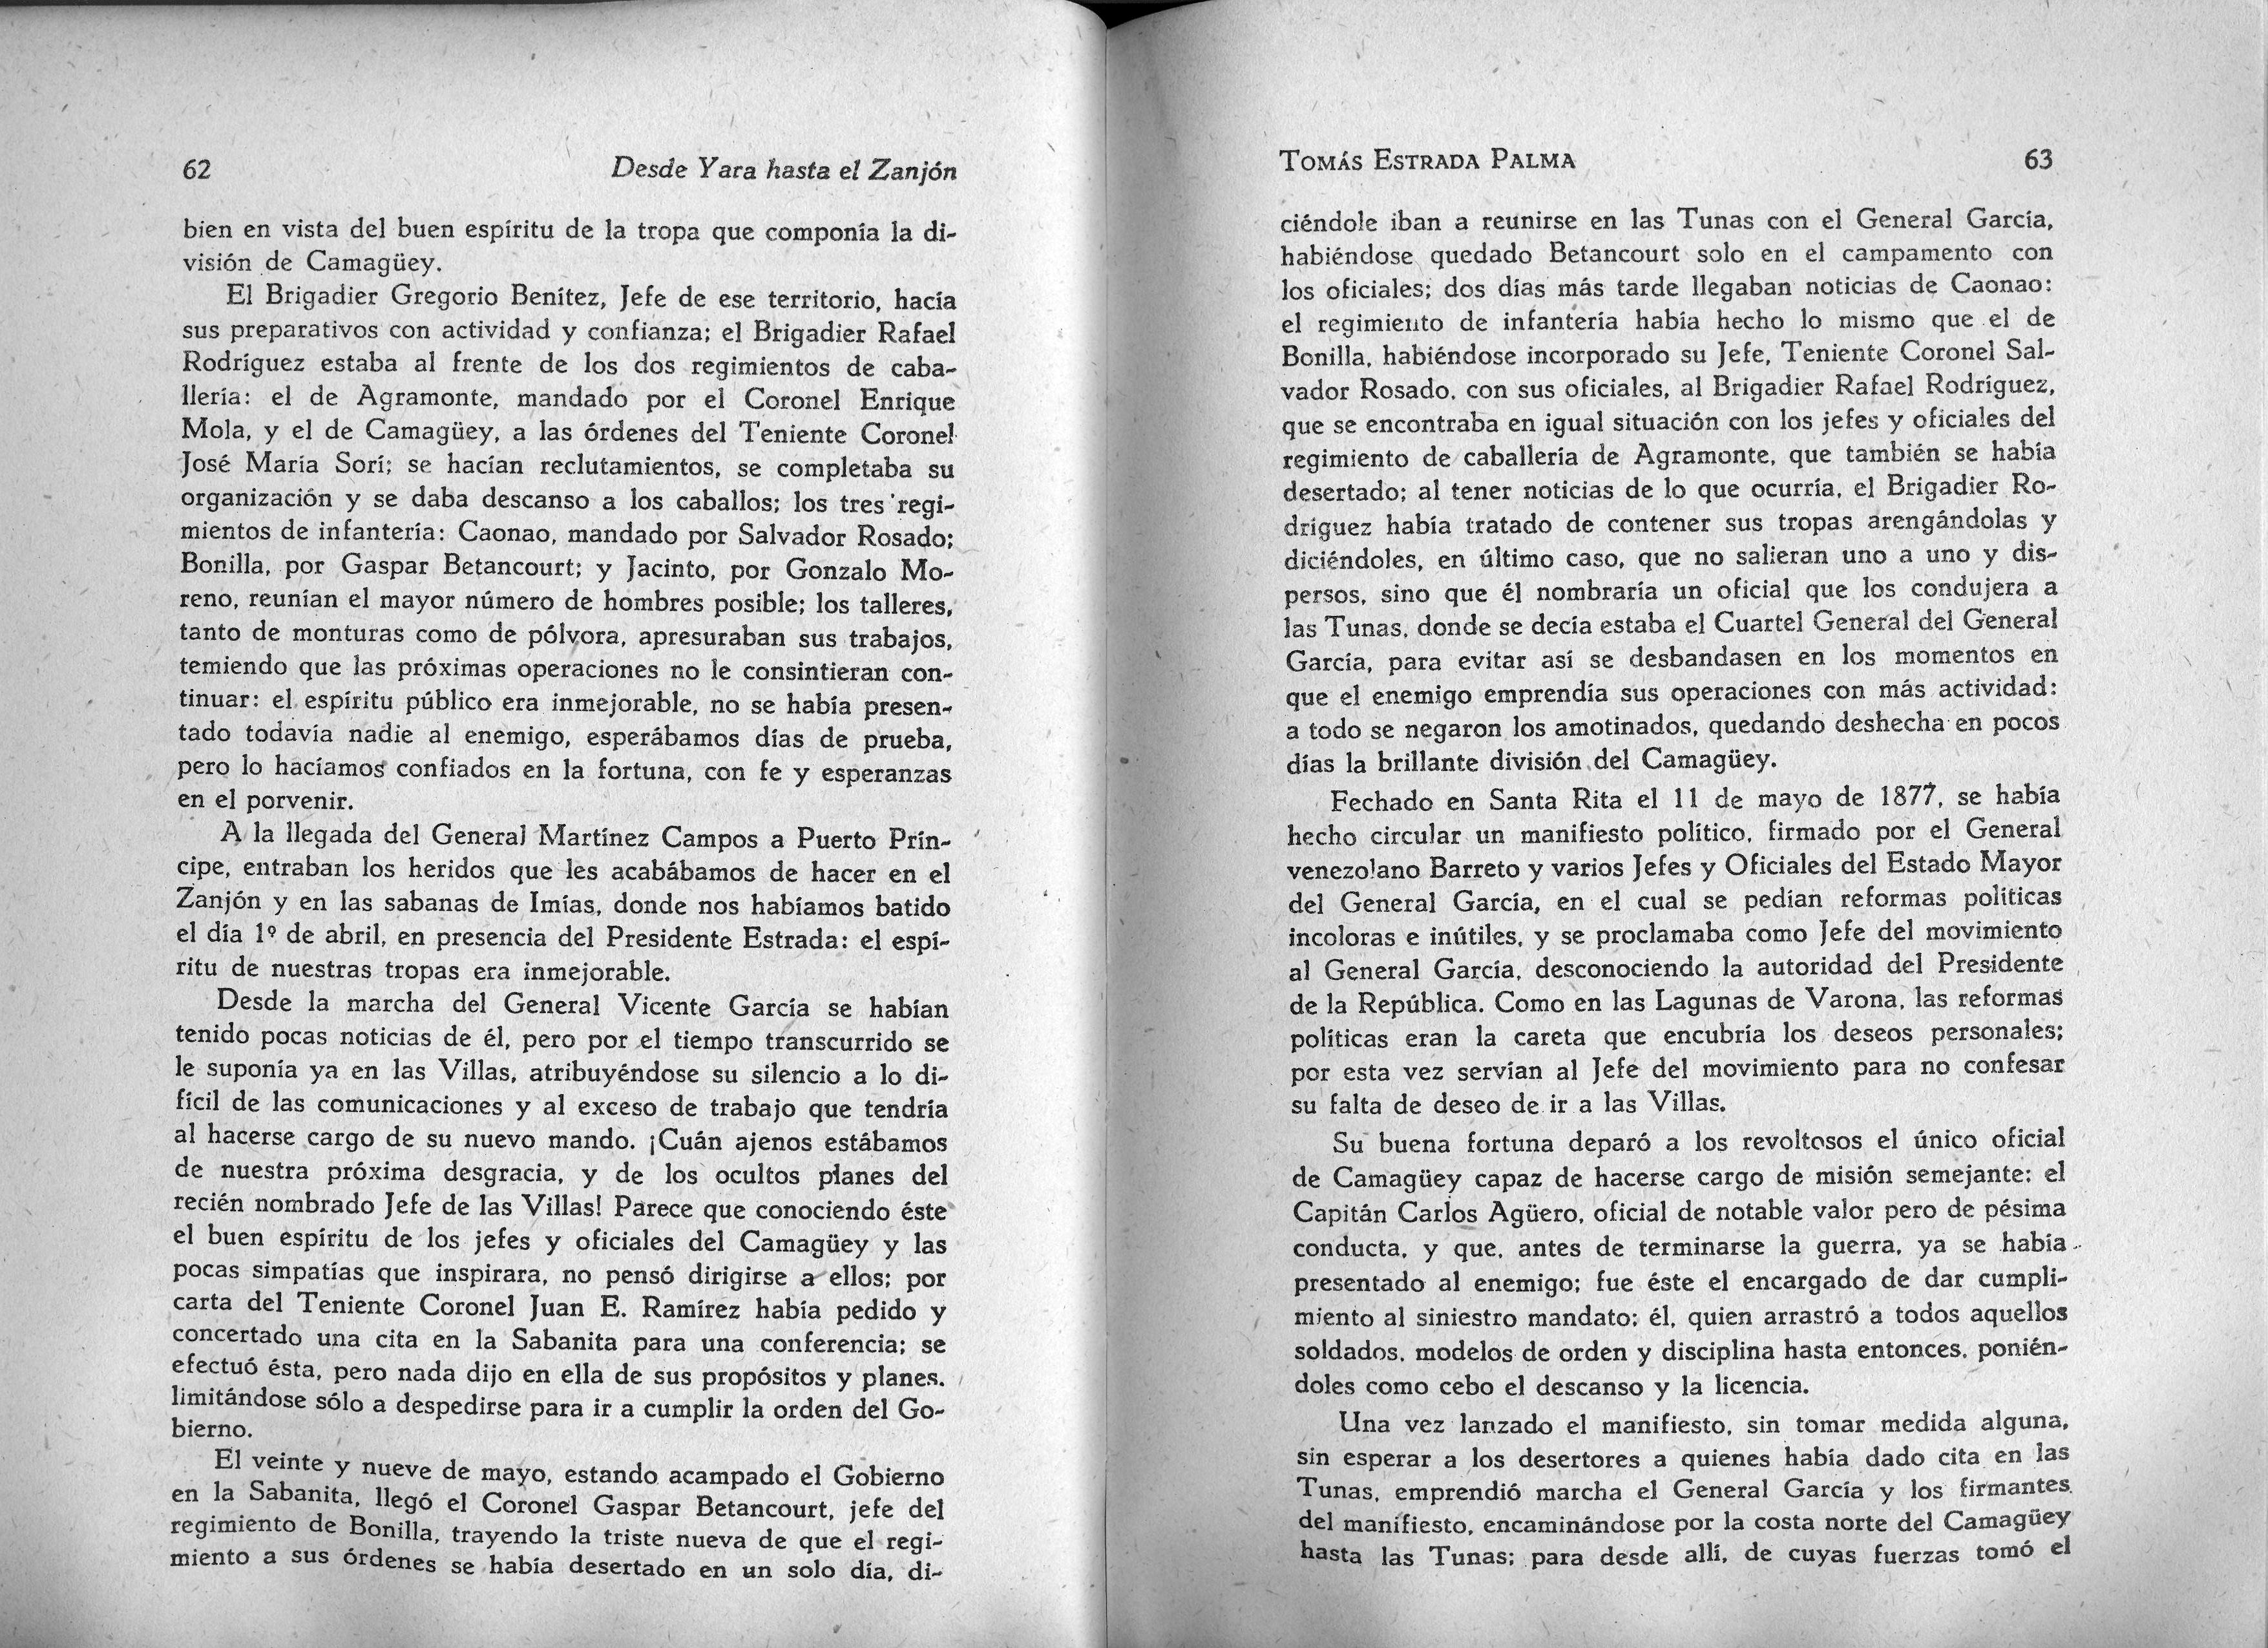 62
Desde Yara hasta el Zanjón
bien en vista del buen espíritu de la tropa que componía la di-
visión de Camagüey.
El Brigadier Gregorio Benítez, Jefe de ese territorio, hacía
sus preparativos con actividad y confianza; el Brigadier Rafael
Rodríguez estaba al frente de los dos regimientos de caba-
llería: el de Agramonte, mandado por el Coronel Enrique
Mola, y el de Camagüey, a las órdenes del Teniente Coronel
José María Sorí; se hacían reclutamientos, se completaba su
organización y se daba descanso a los caballos; los tres regi-
mientos de infantería: Caonao, mandado por Salvador Rosado;
Bonilla, por Gaspar Betancourt; y Jacinto, por Gonzalo Mo-
reno, reunían el mayor número de hombres posible; los talleres,
tanto de monturas como de pólvora, apresuraban sus trabajos,
temiendo que las próximas operaciones no le consintieran con-
tinuar: el espíritu público era inmejorable, no se había presen-
tado todavía nadie al enemigo, esperábamos días de prueba,
pero lo hacíamos confiados en la fortuna, con fe y esperanzas
en el porvenir.
A la llegada del General Martínez Campos a Puerto Prín-
cipe, entraban los heridos que les acabábamos de hacer en el
Zanjón y en las sabanas de Imías, donde nos habíamos batido
el día 1º de abril, en presencia del Presidente Estrada: el espí-
ritu de nuestras tropas era inmejorable.
Desde la marcha del General Vicente García se habían
tenido pocas noticias de él, pero por el tiempo transcurrido se
le suponía ya en las Villas, atribuyéndose su silencio a lo di-
fícil de las comunicaciones y al exceso de trabajo que tendría
al hacerse cargo de su nuevo mando. ¡Cuán ajenos estábamos
de nuestra próxima desgracia, y de los ocultos planes del
recién nombrado Jefe de las Villas! Parece que conociendo éste
el buen espíritu de los jefes y oficiales del Camagüey y las
pocas simpatías que inspirara, no pensó dirigirse a ellos; por
carta del Teniente Coronel Juan E. Ramírez había pedido y
concertado una cita en la Sabanita para una conferencia; se
efectuó ésta, pero nada dijo en ella de sus propósitos y planes,
limitándose sólo a despedirse para ir a cumplir la orden del Go-
bierno.
El veinte y nueve de mayo, estando acampado el Gobierno
en la Sabanita, llegó el Coronel Gaspar Betancourt, jefe del
regimiento de Bonilla, trayendo la triste nueva de que el regi-
miento a sus órdenes se había desertado en un solo día, di-
TOMÁS ESTRADA PALMA
63
ciéndole iban a reunirse en las Tunas con el General García,
habiéndose quedado Betancourt solo en el campamento con
los oficiales; dos días más tarde llegaban noticias de Caonao:
el regimiento de infantería había hecho lo mismo que el de
Bonilla, habiéndose incorporado su Jefe, Teniente Coronel Sal-
vador Rosado, con sus oficiales, al Brigadier Rafael Rodríguez,
que se encontraba en igual situación con los jefes y oficiales del
regimiento de caballería de Agramonte, que también se había
desertado; al tener noticias de lo que ocurría, el Brigadier Ro-
dríguez había tratado de contener sus tropas arengándolas y
diciéndoles, en último caso, que no salieran uno a uno y dis-
persos, sino que él nombraría un oficial que los condujera a
las Tunas, donde se decía estaba el Cuartel General del General
García, para evitar así se desbandasen en los momentos en
que el enemigo emprendía sus operaciones con más actividad:
a todo se negaron los amotinados, quedando deshecha en pocos
días la brillante división del Camagüey.
Fechado en Santa Rita el 11 de mayo de 1877, se había
hecho circular un manifiesto político, firmado por el General
venezolano Barreto y varios Jefes y Oficiales del Estado Mayor
del General García, en el cual se pedían reformas políticas
incoloras e inútiles, y se proclamaba como Jefe del movimiento
al General García, desconociendo la autoridad del Presidente
de la República. Como en las Lagunas de Varona, las reformas
políticas eran la careta que encubría los deseos personales;
por esta vez servían al Jefe del movimiento para no confesar
su falta de deseo de ir a las Villas.
Su buena fortuna deparó a los revoltosos el único oficial
de Camagüey capaz de hacerse cargo de misión semejante: el
Capitán Carlos Agüero, oficial de notable valor pero de pésima
conducta, y que, antes de terminarse la guerra, ya se había
presentado al enemigo; fue éste el encargado de dar cumpli-
miento al siniestro mandato; él, quien arrastró a todos aquellos
soldados, modelos de orden y disciplina hasta entonces, ponién-
doles como cebo el descanso y la licencia.
Una vez lanzado el manifiesto, sin tomar medida alguna,
sin esperar a los desertores a quienes había dado cita en las
Tunas, emprendió marcha el General García y los firmantes
del manifiesto, encaminándose por la costa norte del Camagüey
hasta las Tunas; para desde allí, de cuyas fuerzas tomó el